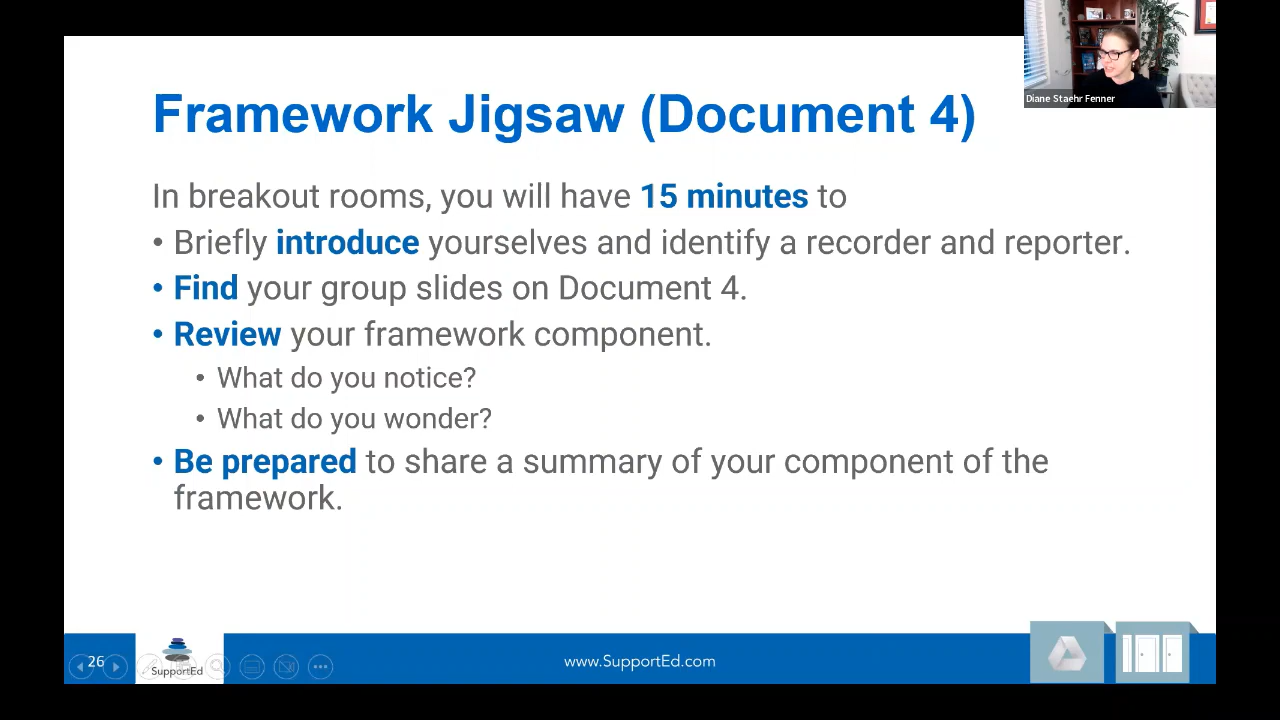 Diane Staehr Fenner
Framework Jigsaw (Document 4)
In breakout rooms, you will have 15 minutes to
• Briefly introduce yourselves and identify a recorder and reporter.
• Find your group slides on Document 4.
• Review your framework component.
• What do you notice?
• What do you wonder?
• Be prepared to share a summary of your component of the
framework.
26
SupportEd
www.SupportEd.com